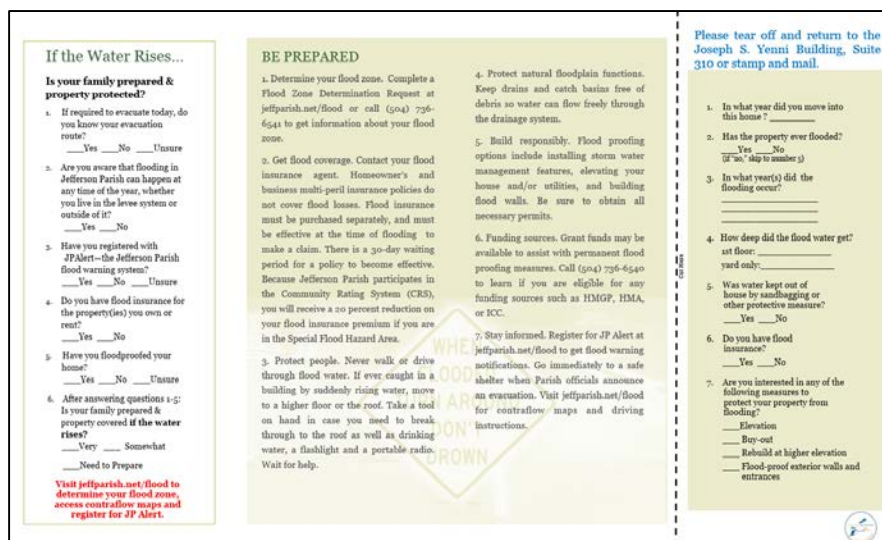 If the Water Rises...
Is your family prepared &
property protected?
1. If required to evacuate today, do
you know your evacuation
route?
___Yes ___No ___Unsure
2. Are you aware that flooding in
Jefferson Parish can happen at
any time of the year, whether
you live in the levee system or
outside of it?
___Yes ___No
3. Have you registered with
JPAlert—the Jefferson Parish
flood warning system?
___Yes ___No ___Unsure
4. Do you have flood insurance for
the property(ies) you own or
rent?
___Yes ___No
5. Have you floodproofed your
home?
___Yes ___No ___Unsure
6. After answering questions 1-5:
Is your family prepared &
property covered if the water
rises?
___Very ___ Somewhat
___Need to Prepare
Visit jeffparish.net/flood to
determine your flood zone,
access contraflow maps and
register for JP Alert.
BE PREPARED
1. Determine your flood zone. Complete a
Flood Zone Determination Request at
jeffparish.net/flood or call (504) 736-
6541 to get information about your flood
zone.
2. Get flood coverage. Contact your flood
insurance agent. Homeowner's and
business multi-peril insurance policies do
not cover flood losses. Flood insurance
must be purchased separately, and must
be effective at the time of flooding to
make a claim. There is a 30-day waiting
period for a policy to become effective.
Because Jefferson Parish participates in
the Community Rating System (CRS),
you will receive a 20 percent reduction on
your flood insurance premium if you are
in the Special Flood Hazard Area.
3. Protect people. Never walk or drive
through flood water. If ever caught in a
building by suddenly rising water, move
to a higher floor or the roof. Take a tool
on hand in case you need to break
through to the roof as well as drinking
water, a flashlight and a portable radio.
Wait for help.
4. Protect natural floodplain functions.
Keep drains and catch basins free of
debris so water can flow freely through
the drainage system.
5. Build responsibly. Flood proofing
options include installing storm water
management features, elevating your
house and/or utilities, and building
flood walls. Be sure to obtain all
necessary permits.
6. Funding sources. Grant funds may be
available to assist with permanent flood
proofing measures. Call (504) 736-6540
to learn if you are eligible for any
funding sources such as HMGP, HMA,
or ICC.
7. Stay informed. Register for JP Alert at
jeffparish.net/flood to get flood warning
notifications. Go immediately to a safe
shelter when Parish officials announce
an evacuation. Visit jeffparish.net/flood
for contraflow maps and driving
instructions.
WHEN
FLOODED
TURN AROUND
DON'T
DROWN
Please tear off and return to the
Joseph S. Yenni Building, Suite
310 or stamp and mail.
1. In what year did you move into
this home ? _________
2. Has the property ever flooded?
___Yes ___No
(if "no," skip to number 5)
3. In what year(s) did the
flooding occur?
____________________
____________________
____________________
4. How deep did the flood water get?
1st floor: _______________
yard only:_______________
5. Was water kept out of
house by sandbagging or
other protective measure?
___Yes ___No
6. Do you have flood
insurance?
___Yes ___No
7. Are you interested in any of the
following measures to
protect your property from
flooding?
___Elevation
___ Buy-out
___ Rebuild at higher elevation
___ Flood-proof exterior walls and
entrances